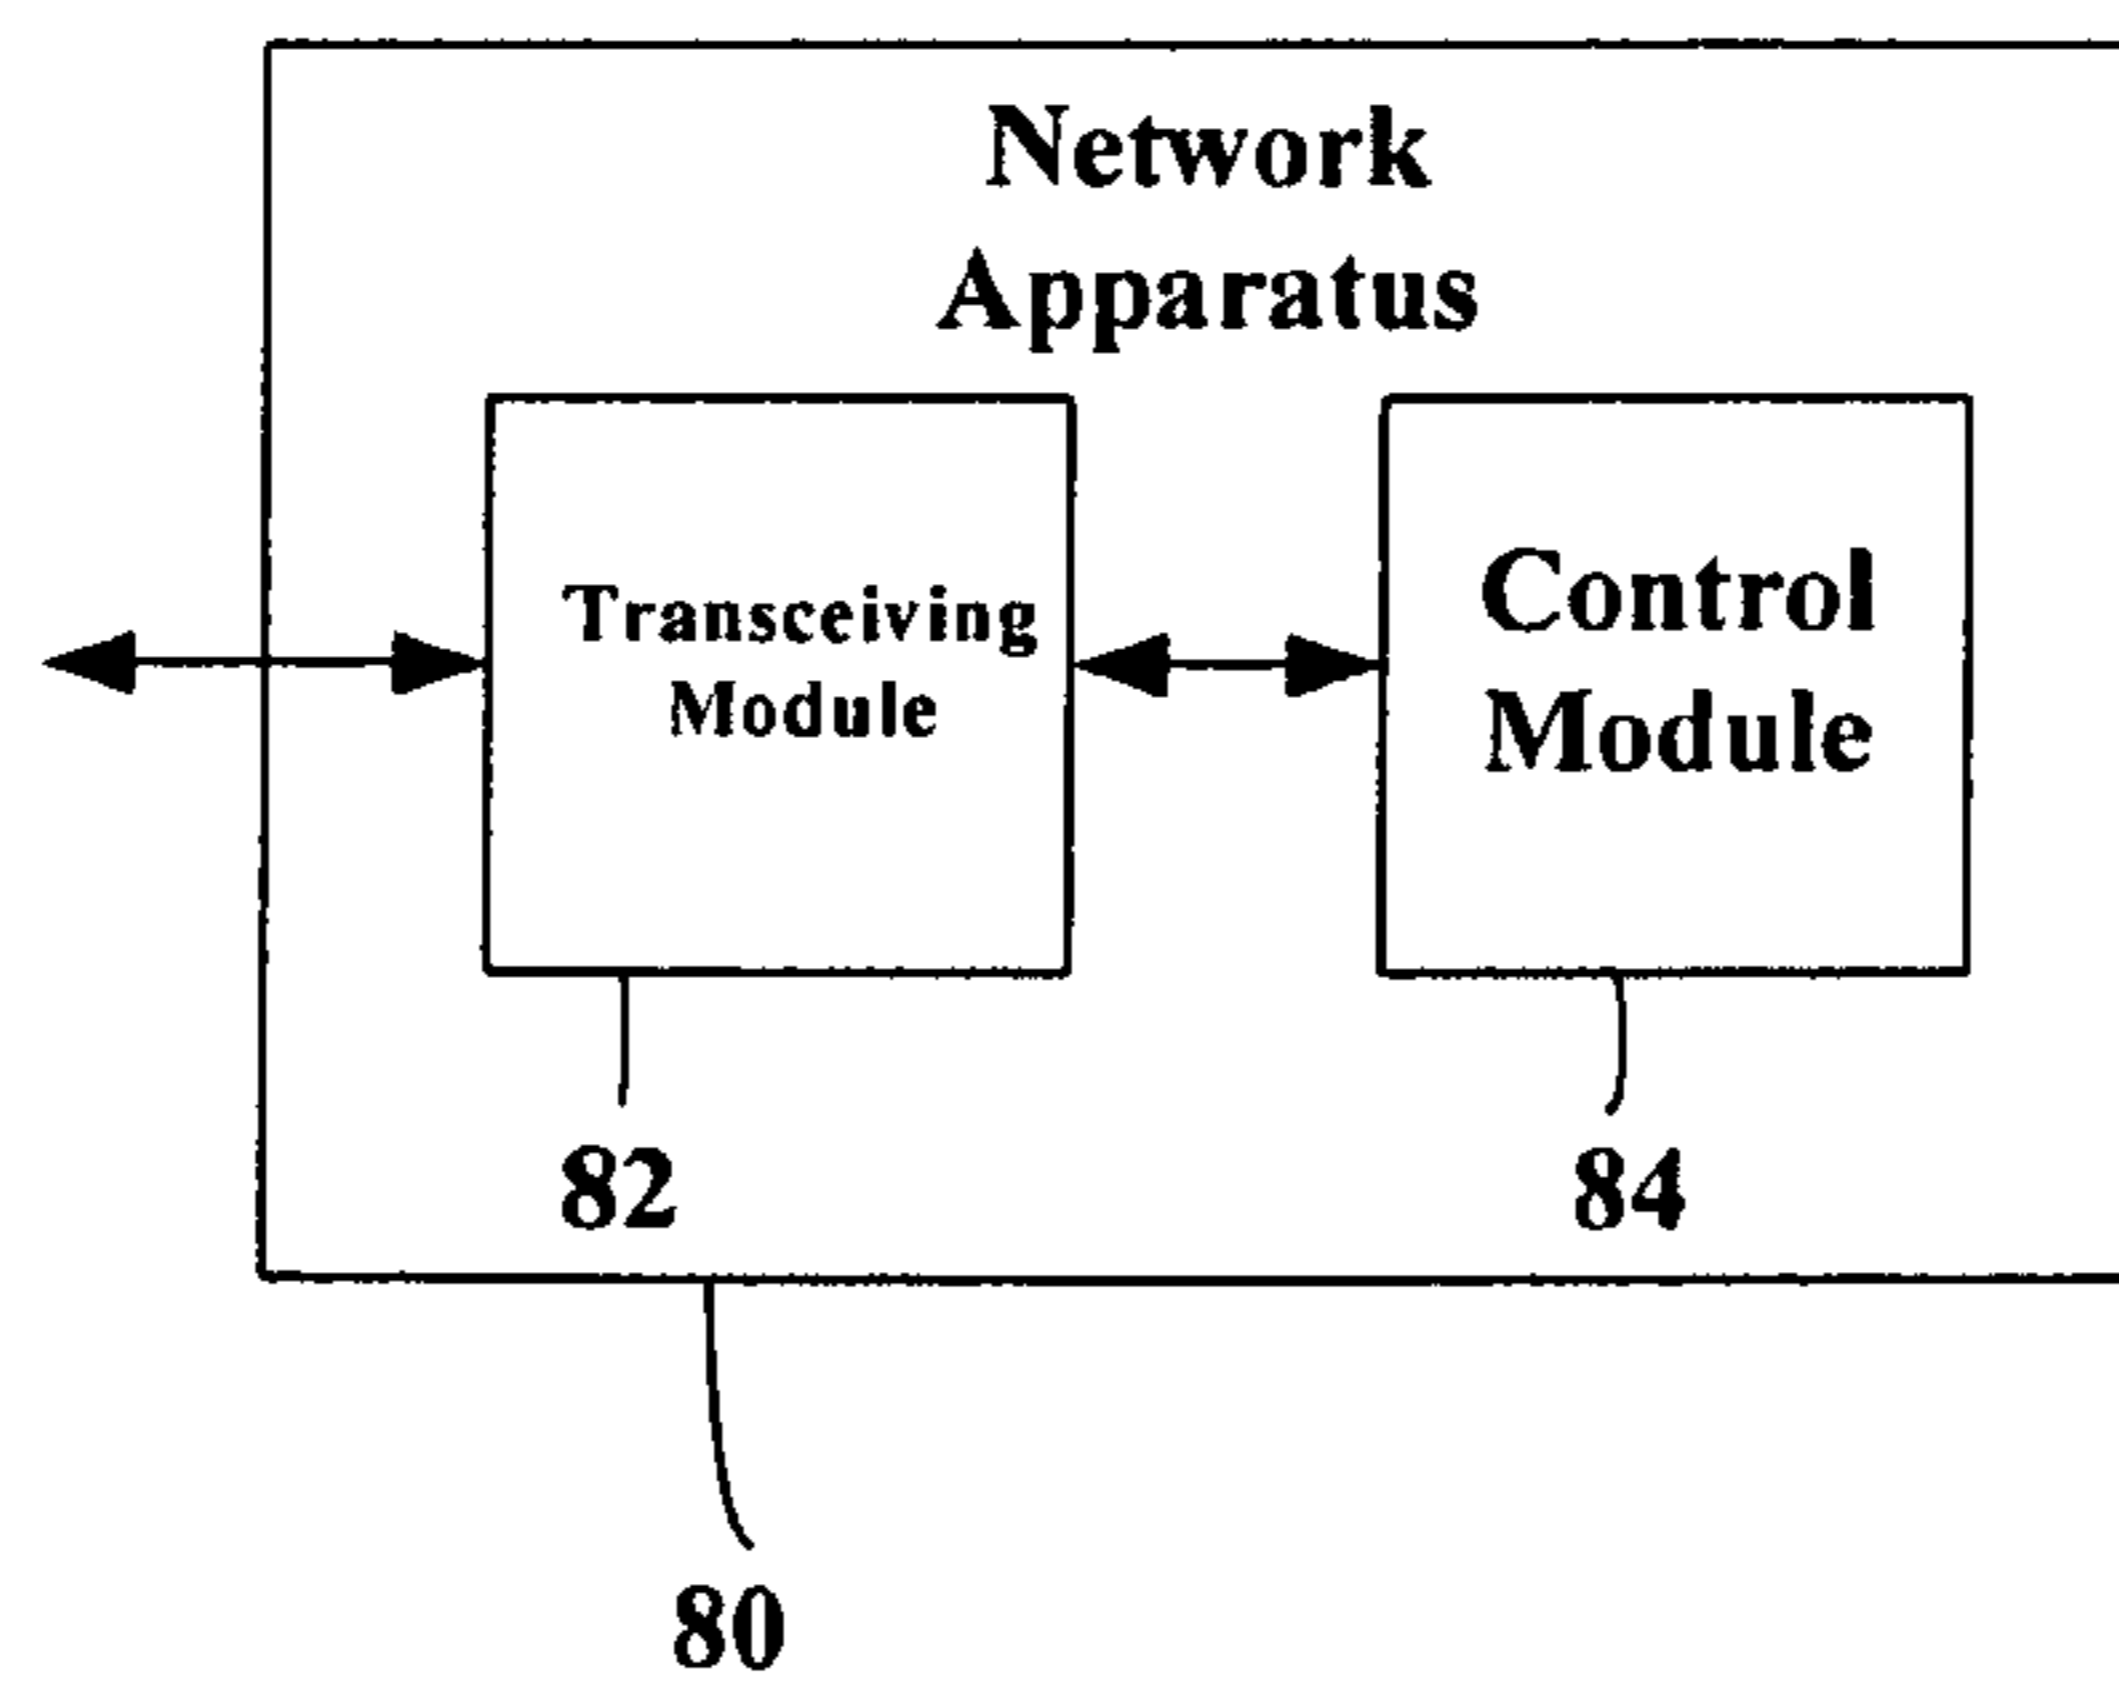 Network
Apparatus
Transceiving
Module
Control
Module
82
84
80